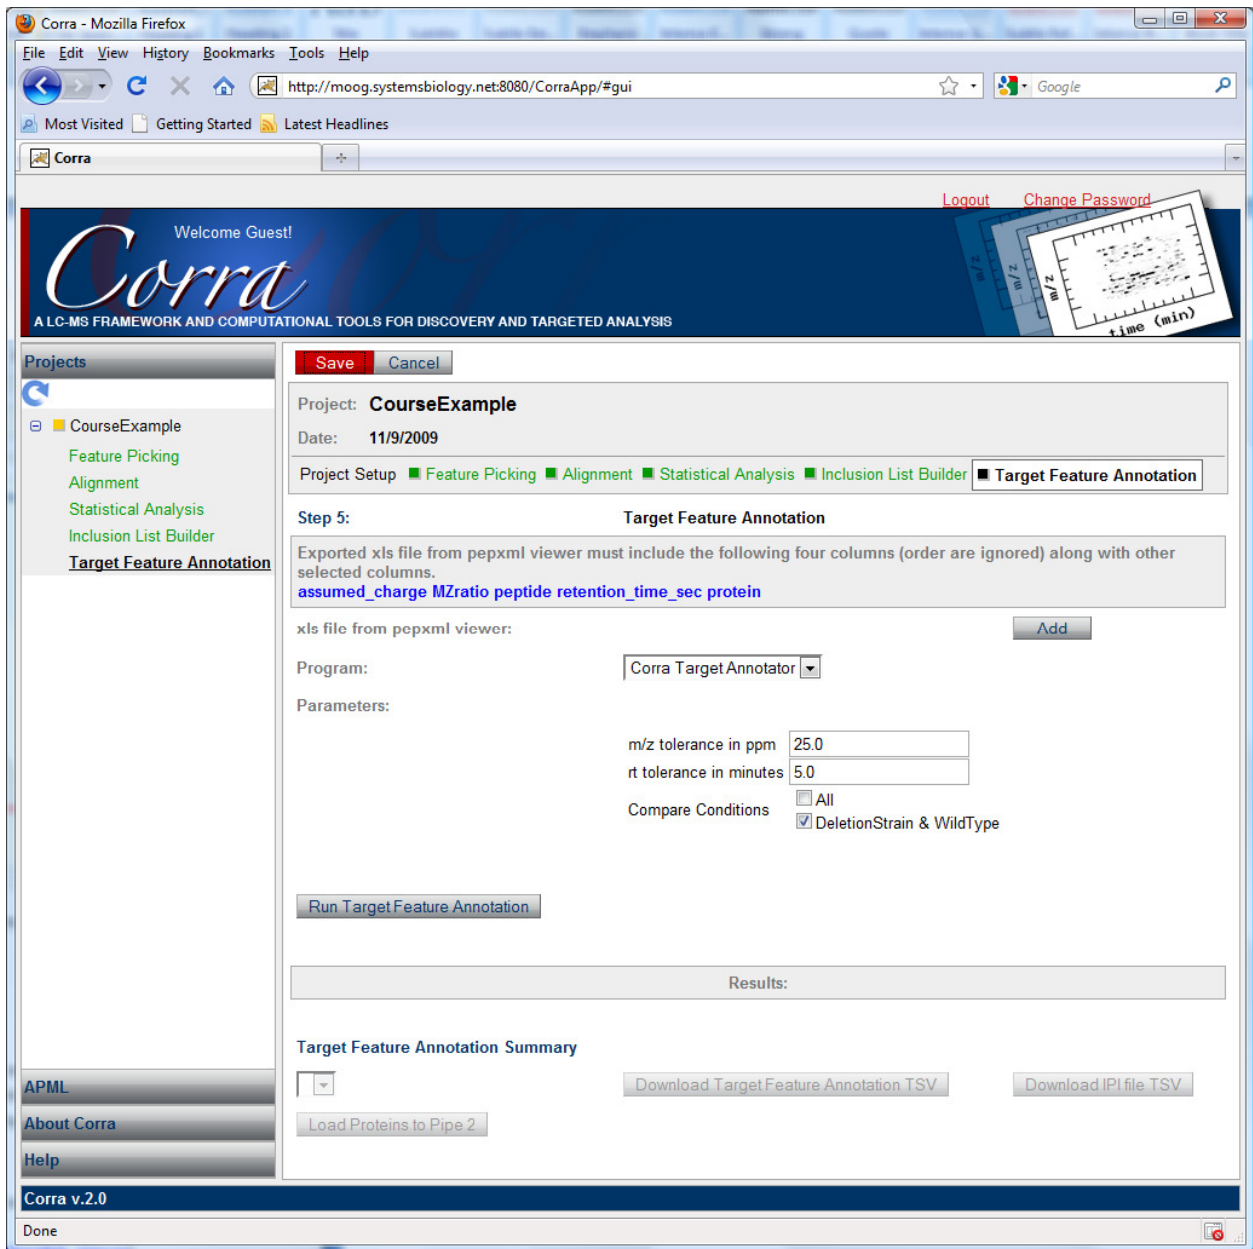 Corra - Mozilla Firefox
File Edit View History Bookmarks Tools Help
http://moog.systemsbiology.net:8080/CorraApp/#gui
Google
Most Visited Getting Started Latest Headlines
Corra
Logout Change Password
Welcome Guest!
Corra
A LC-MS FRAMEWORK AND COMPUTATIONAL TOOLS FOR DISCOVERY AND TARGETED ANALYSIS
m/z
m/z
m/z
time (min)
Projects
Save Cancel
Project: CourseExample
Date: 11/9/2009
CourseExample
Feature Picking
Alignment
Statistical Analysis
Inclusion List Builder
Target Feature Annotation
Project Setup Feature Picking Alignment Statistical Analysis Inclusion List Builder Target Feature Annotation
Step 5: Target Feature Annotation
Exported xls file from pepxml viewer must include the following four columns (order are ignored) along with other
selected columns.
assumed_charge MZratio peptide retention_time_sec protein
xls file from pepxml viewer: Add
Program: Corra Target Annotator
Parameters:
m/z tolerance in ppm 25.0
rt tolerance in minutes 5.0
Compare Conditions
All
DeletionStrain & WildType
Run Target Feature Annotation
Results:
Target Feature Annotation Summary
Download Target Feature Annotation TSV Download IPI file TSV
Load Proteins to Pipe 2
APML
About Corra
Help
Corra v.2.0
Done